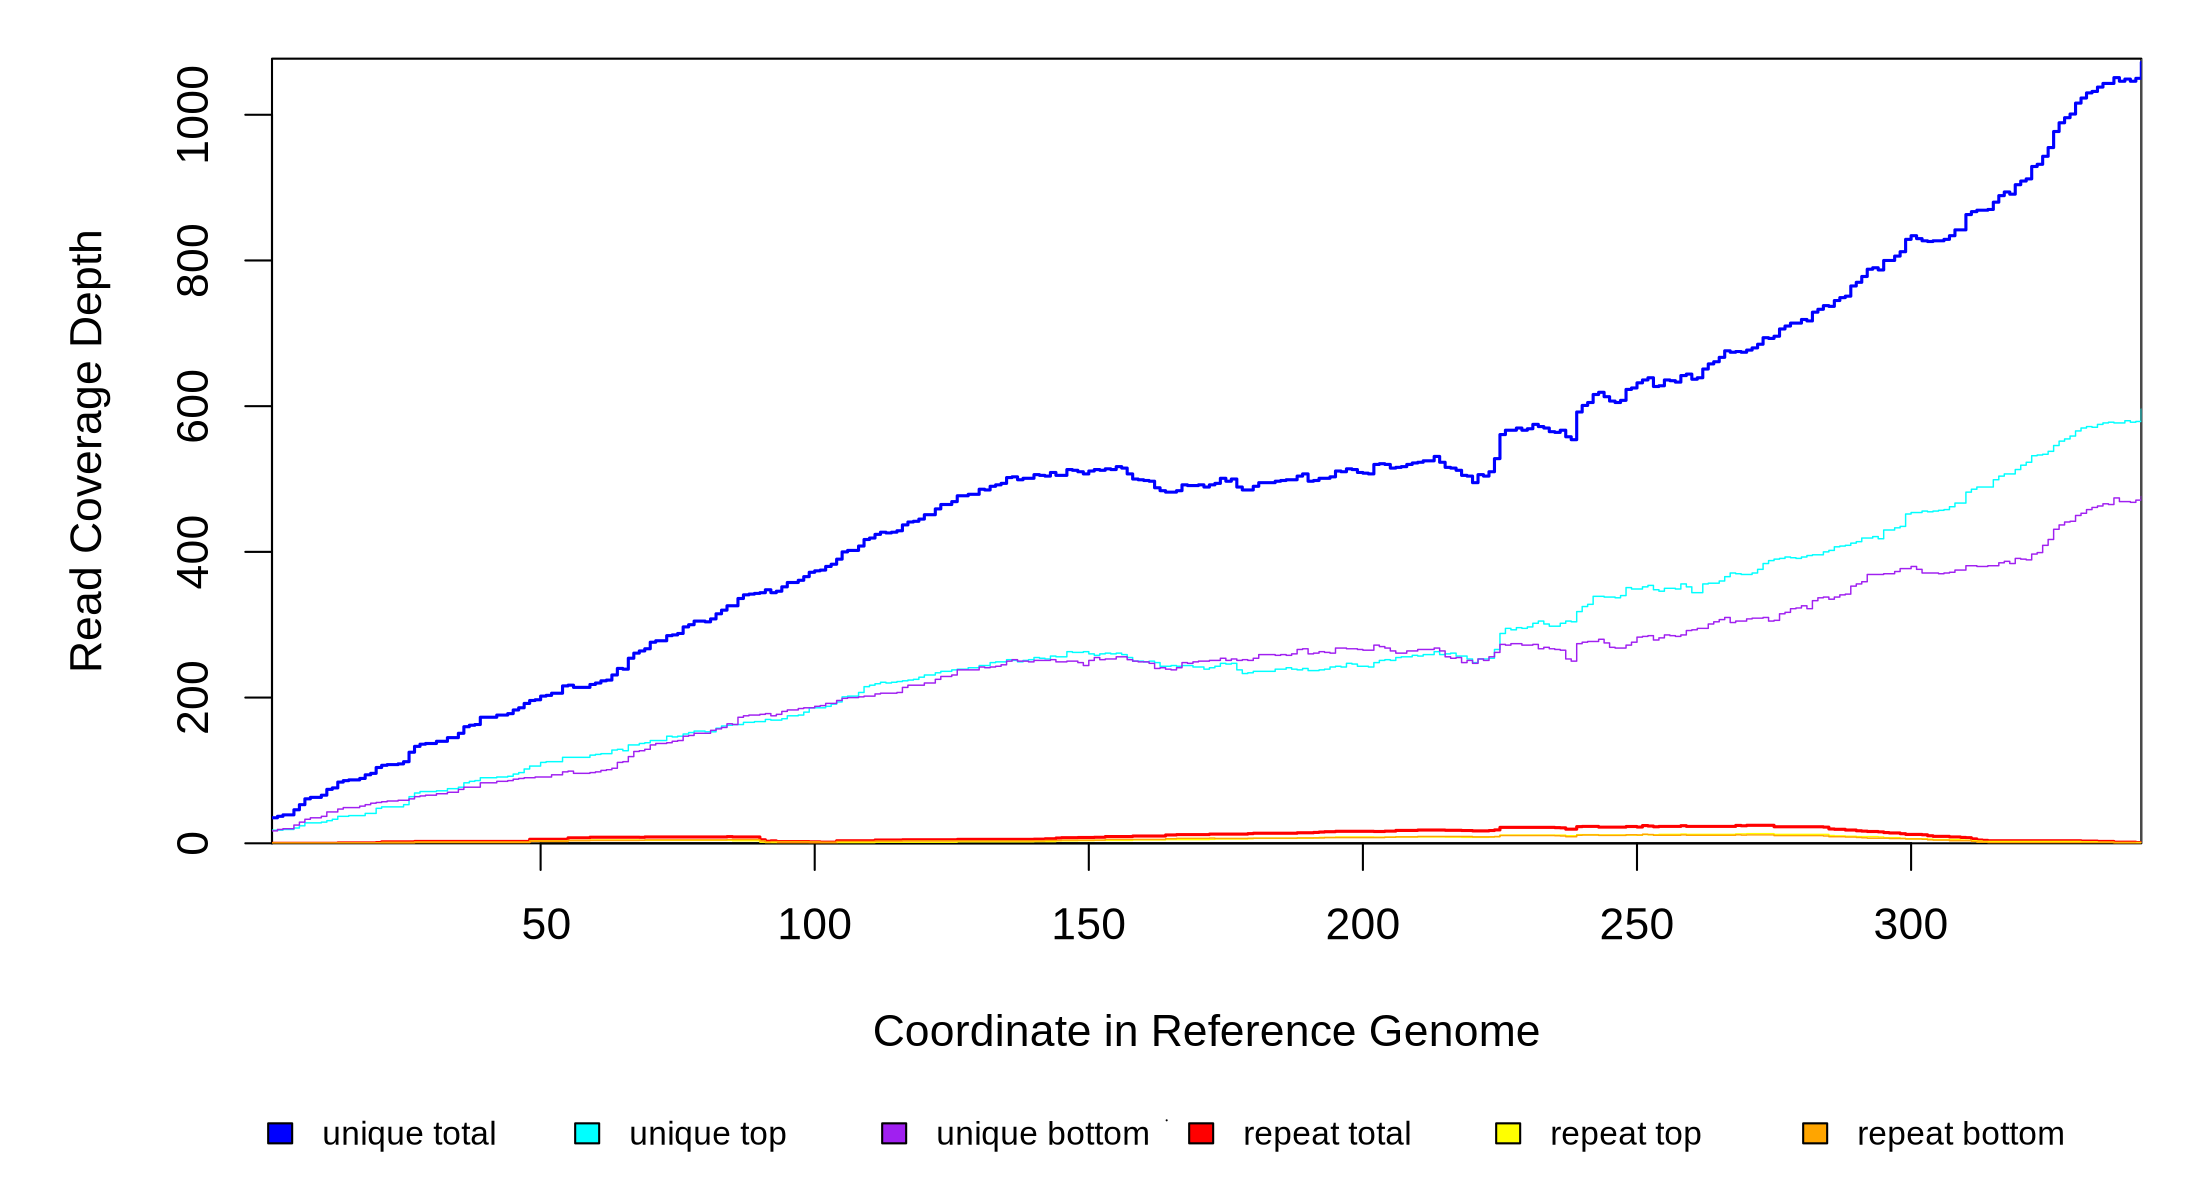 1000
800
600
400
200
0
Read Coverage Depth
50 100 150 200 250 300
Coordinate in Reference Genome
unique total unique top unique bottom repeat total repeat top repeat bottom